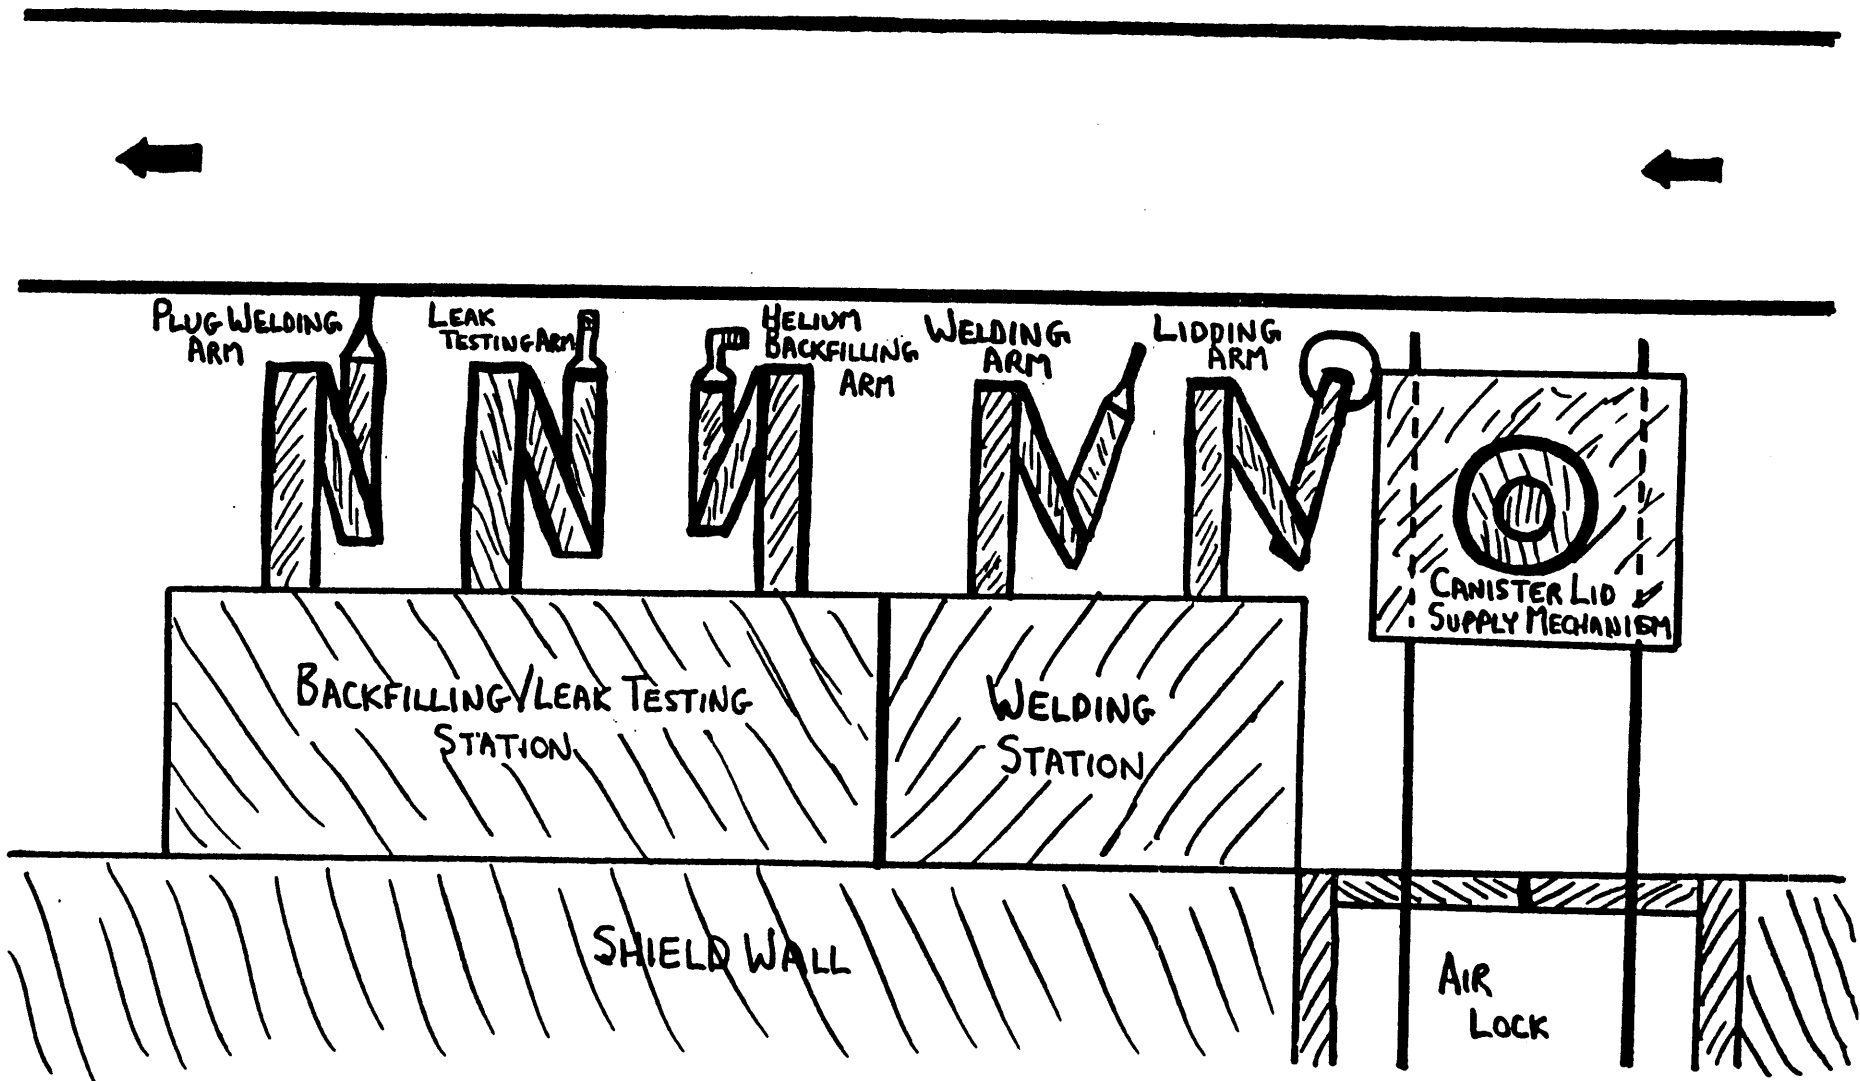 PLUG WELDING
ARM
LEAK
TESTING ARM
HELIUM
BACKFILLING
ARM
WELDING
ARM
LIDDING
ARM
CANISTER LID
SUPPLY MECHANISM
BACKFILLING/LEAK TESTING
STATION
WELDING
STATION
SHIELD WALL
AIR
LOCK